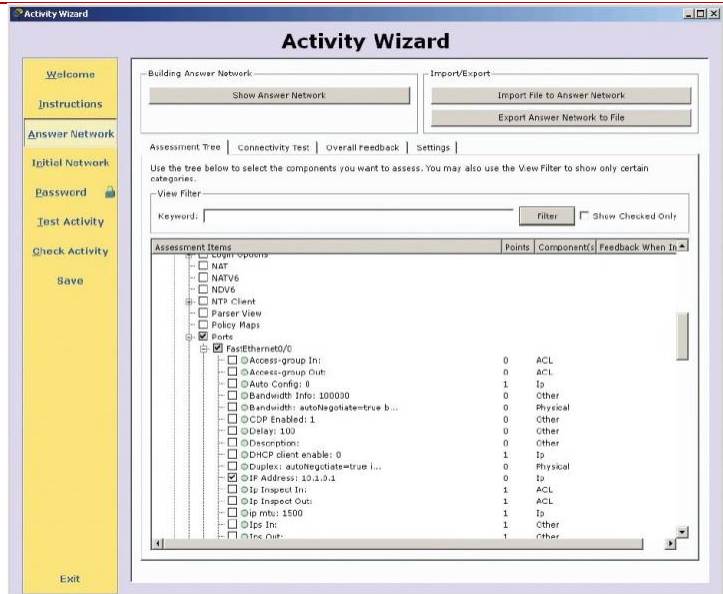 Activity Wizard
Activity Wizard
Welcome
Instructions
Answer Network
Initial Network
Password
Test Activity
Check Activity
Save
Exit
Building Answer Network
Show Answer Network
Import/Export
Import File to Answer Network
Export Answer Network to File
Assessment Tree
Connectivity Test
Overall Feedback
Settings
Use the tree below to select the components you want to assess. You may also use the View Filter to show only certain
categories.
View Filter
Keyword:
Filter
Show Checked Only
Assessment Items Points Component(s Feedback When In
Login Options
NAT
NATV6
NDV6
NTP Client
Parser View
Policy Maps
Ports
FastEthernet0/0
Access-group In: 0 ACL
Access-group Out: 0 ACL
Auto Config: 0 1 Ip
Bandwidth Info: 100000 0 Other
Bandwidth: autoNegotiate=true b... 0 Physical
CDP Enabled: 1 0 Other
Delay: 100 0 Other
Description: 0 Other
DHCP client enable: 0 1 Ip
Duplex: autoNegotiate=true i... 0 Physical
IP Address: 10.1.0.1 0 Ip
Ip Inspect In: 1 ACL
Ip Inspect Out: 1 ACL
ip mtu: 1500 1 Ip
Ips In: 1 Other
Ips Out: 1 Other